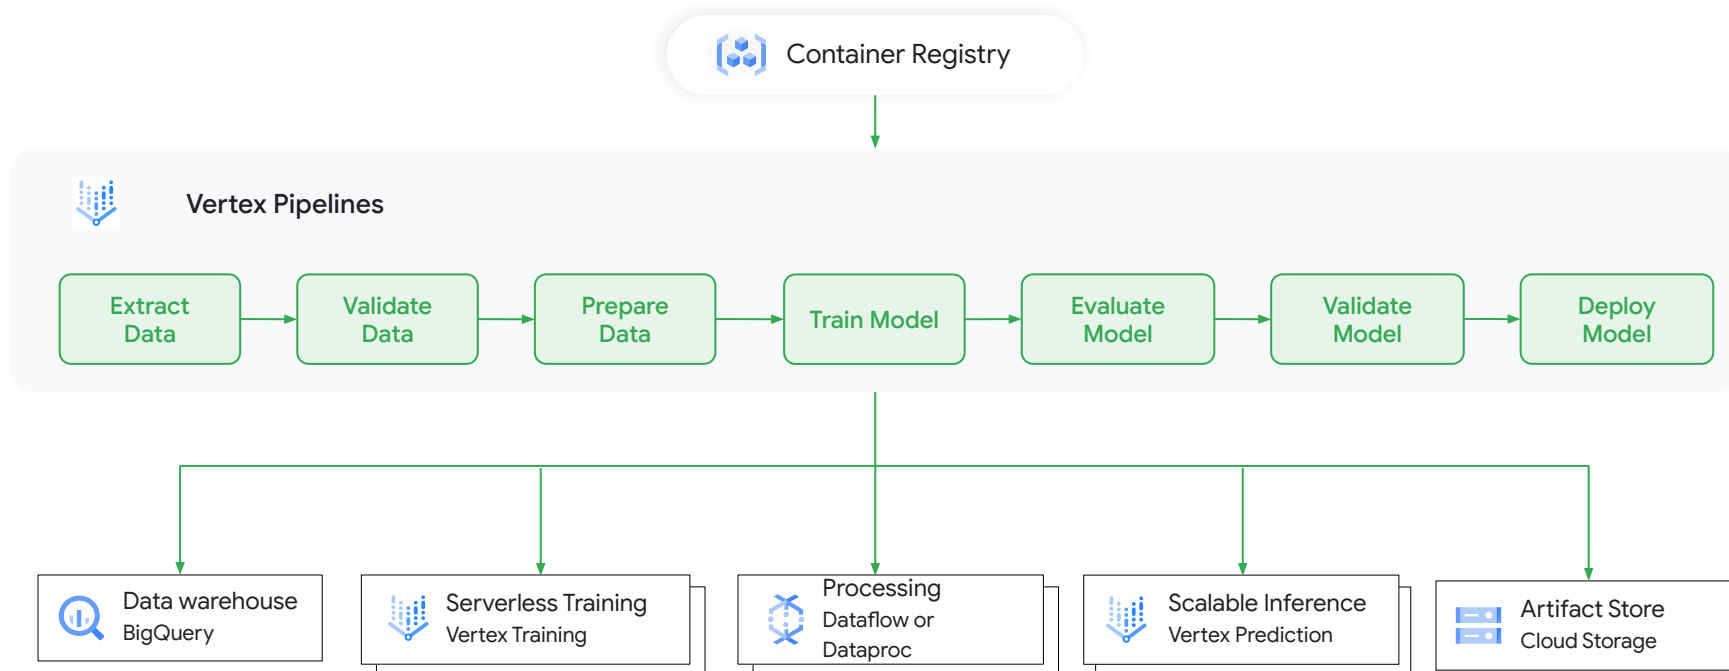 Container Registry
Vertex Pipelines
Extract
Data
Validate
Data
Prepare
Data
Train Model
Evaluate
Model
Validate
Model
Deploy
Model
Data warehouse
BigQuery
Serverless Training
Vertex Training
Processing
Dataflow or
Dataproc
Scalable Inference
Vertex Prediction
Artifact Store
Cloud Storage